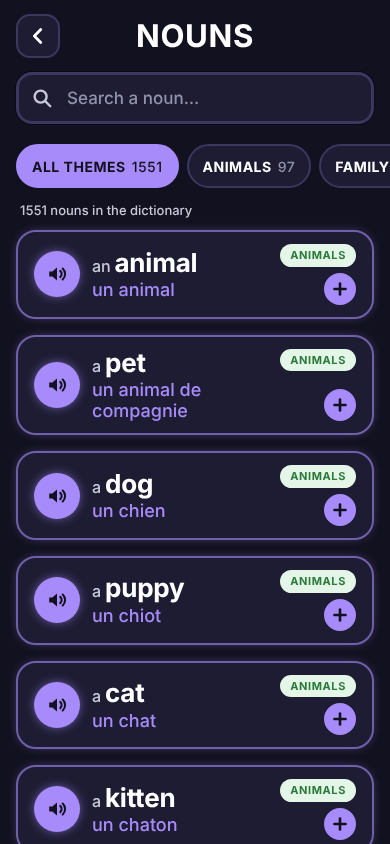 NOUNS
Search a noun...
ALL THEMES 1551
ANIMALS 97
FAMILY
1551 nouns in the dictionary
an animal
ANIMALS
un animal
a pet
ANIMALS
un animal de
compagnie
a dog
ANIMALS
un chien
a puppy
ANIMALS
un chiot
a cat
ANIMALS
un chat
a kitten
ANIMALS
un chaton